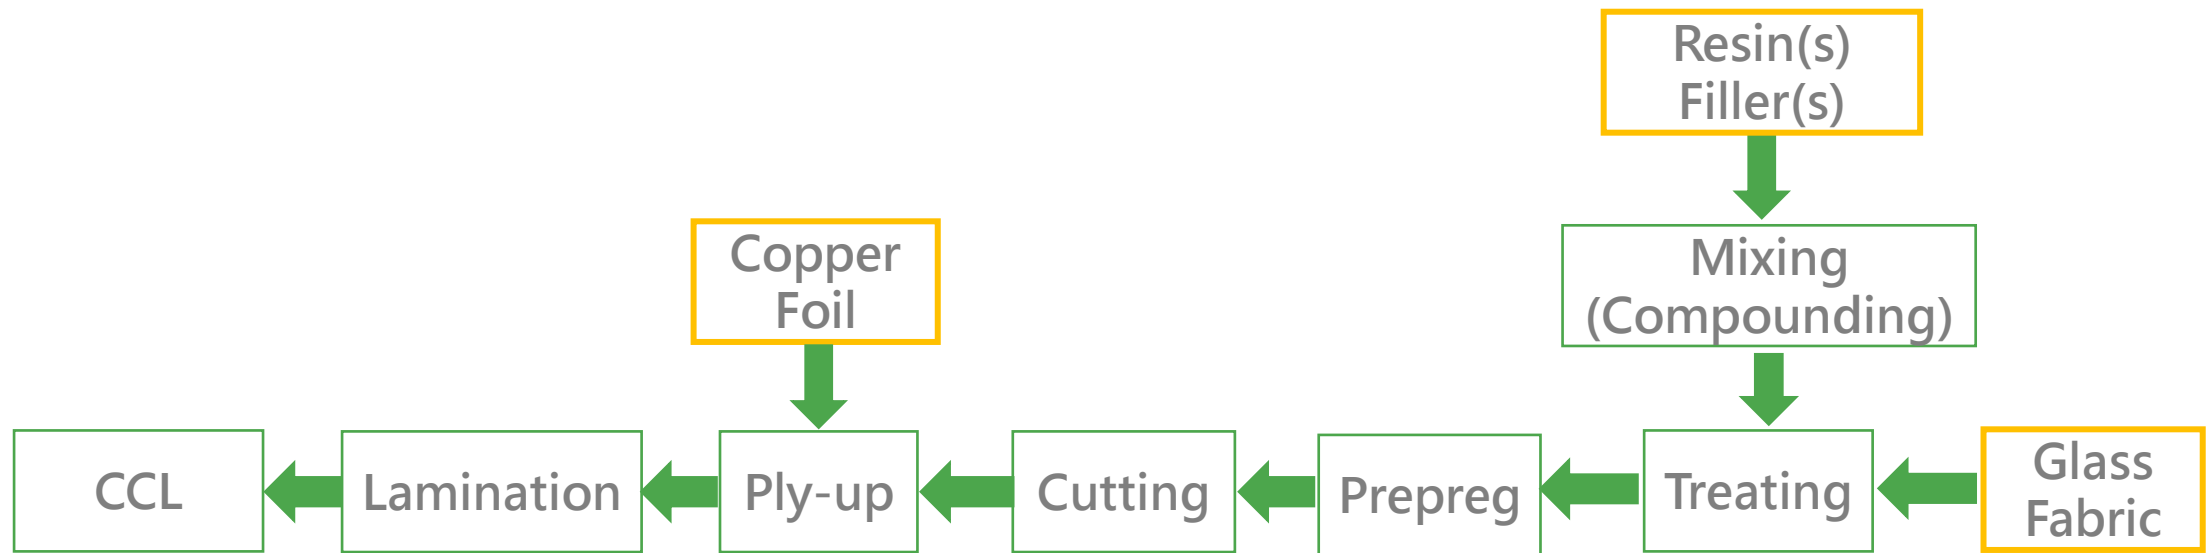 Resin(s)
Filler(s)
Copper
Foil
Mixing
(Compounding)
CCL
Lamination
Ply-up
Cutting
Prepreg
Treating
Glass
Fabric